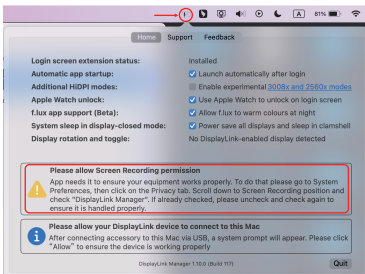 A 81%
Home Support Feedback
Login screen extension status: Installed
Automatic app startup: Launch automatically after login
Additional HiDPI modes: Enable experimental 3008x and 2560x modes
Apple Watch unlock: Use Apple Watch to unlock on login screen
f.lux app support (Beta): Allow f.lux to warm colours at night
System sleep in display-closed mode: Power save all displays and sleep in clamshell
Display rotation and toggle: No DisplayLink-enabled display detected
Please allow Screen Recording permission
App needs it to ensure your equipment works properly. To do that please go to System
Preferences, then click on the Privacy tab. Scroll down to Screen Recording position and
check "DisplayLink Manager". If already checked, please uncheck and check again to
ensure it is handled properly.
Please allow your DisplayLink device to connect to this Mac
After connecting accessory to this Mac via USB, a system prompt will appear. Please click
"Allow" to ensure the device is working properly
DisplayLink Manager 1.10.0 (Build 117)
Quit